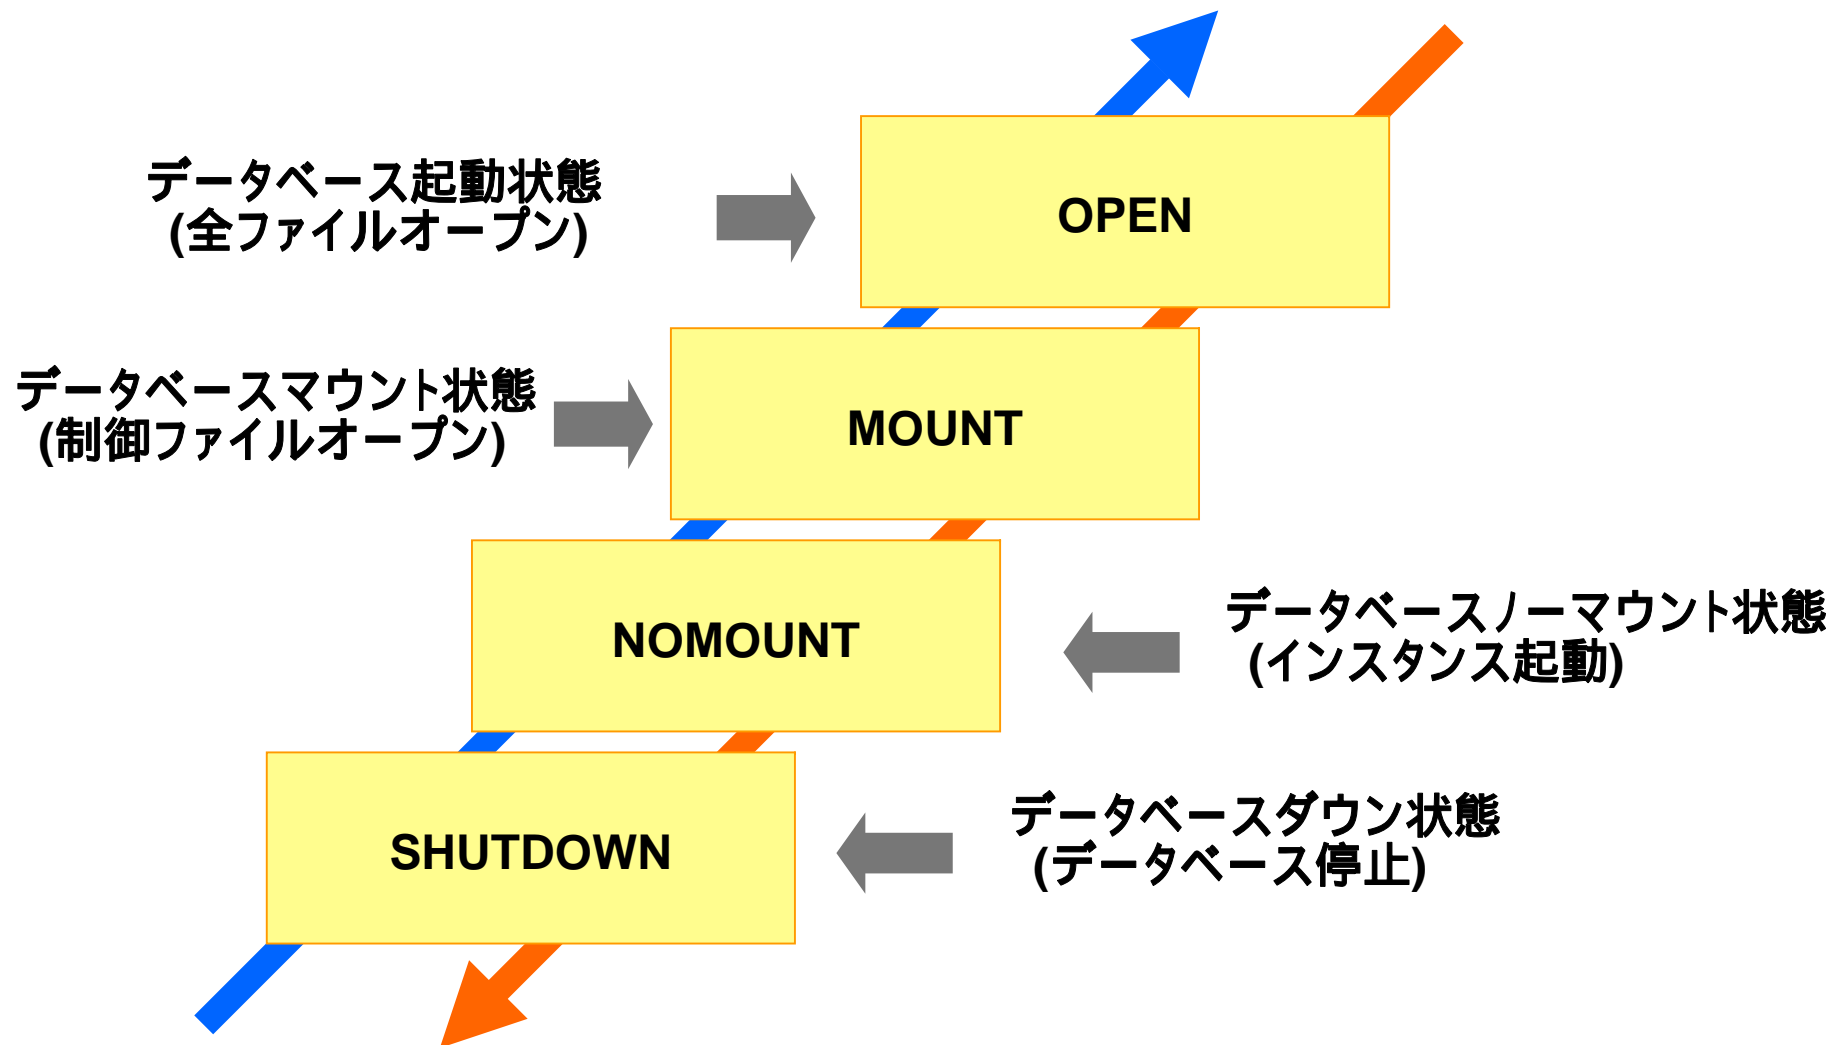 データベース起動状態
(全ファイルオープン)
OPEN
データベースマウント状態
(制御ファイルオープン)
MOUNT
NOMOUNT
データベースノーマウント状態
(インスタンス起動)
SHUTDOWN
データベースダウン状態
(データベース停止)